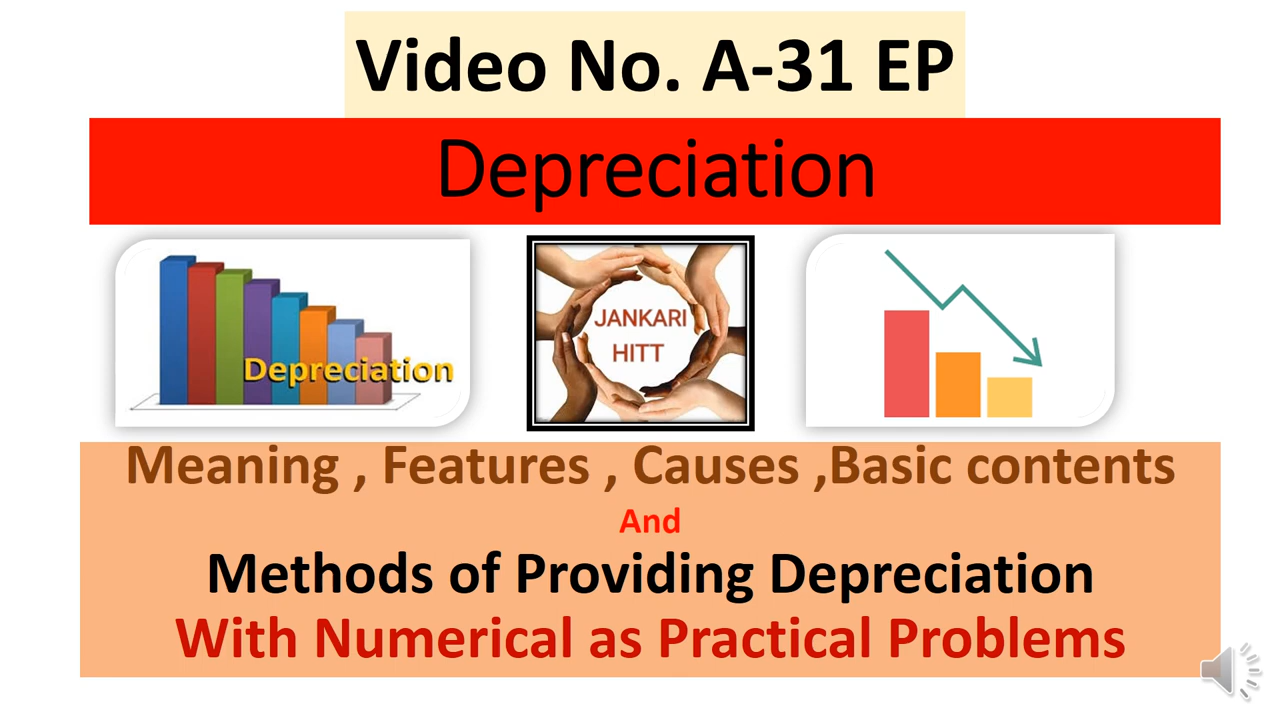 Video No. A-31 EP
Depreciation
Depreciation
JANKARI
HITT
Meaning , Features , Causes ,Basic contents
And
Methods of Providing Depreciation
With Numerical as Practical Problems